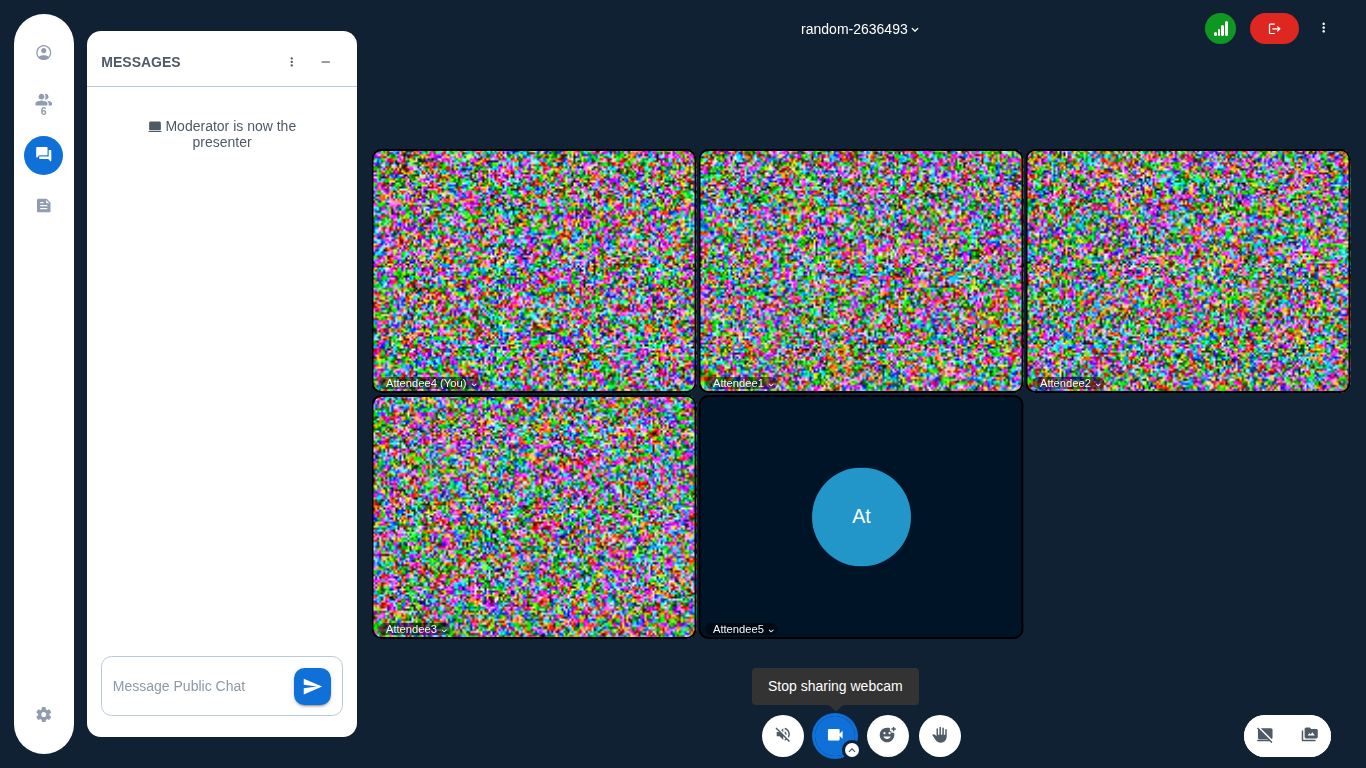 random-2636493
MESSAGES
6
Moderator is now the
presenter
Attendee4 (You)
Attendee1
Attendee2
At
Attendee3
Attendee5
Stop sharing webcam
Message Public Chat